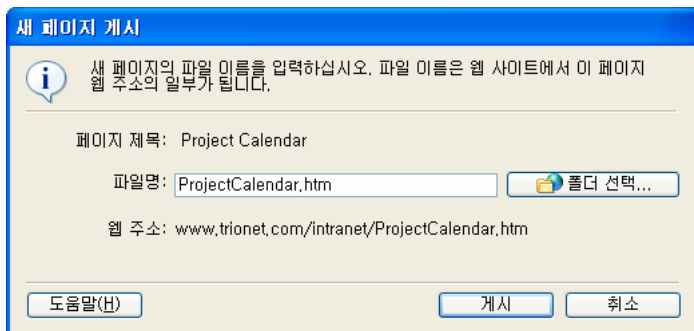 새 페이지 게시
새 페이지의 파일 이름을 입력하십시오. 파일 이름은 웹 사이트에서 이 페이지
웹 주소의 일부가 됩니다.
페이지 제목: Project Calendar
파일명: ProjectCalendar.htm 폴더 선택...
웹 주소: www.trionet.com/intranet/ProjectCalendar.htm
도움말(H) 게시 취소